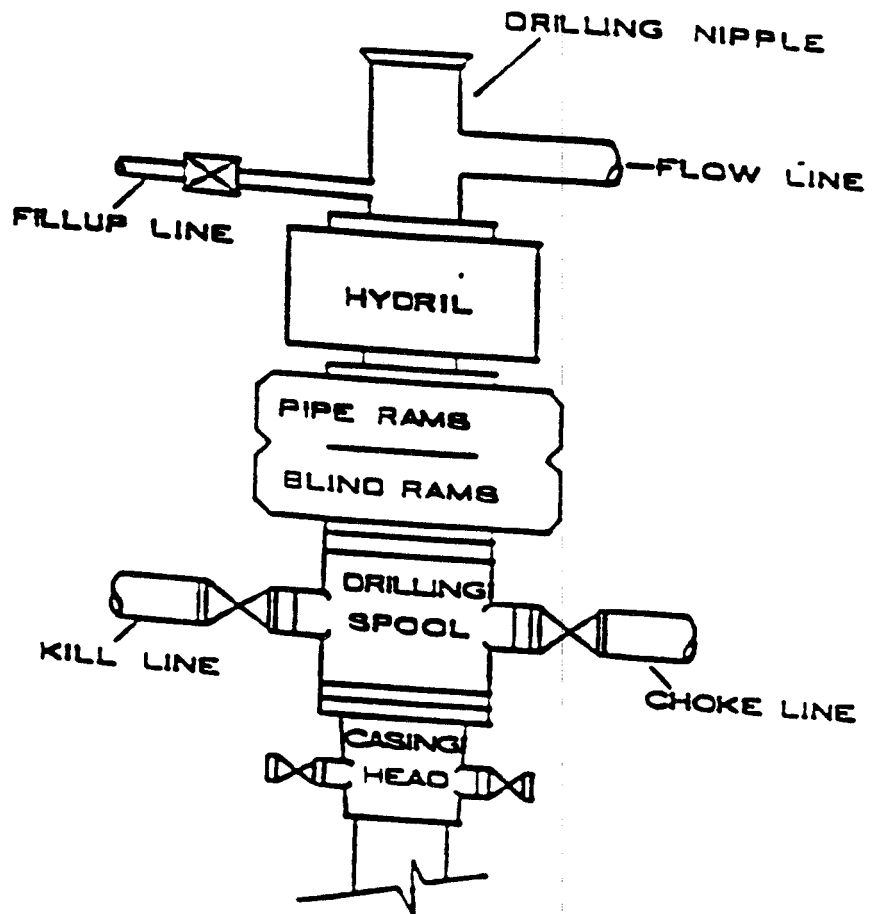 DRILLING NIPPLE
FLOW LINE
FILLUP LINE
HYDRIL
PIPE RAMS
BLIND RAMS
DRILLING
SPOOL
KILL LINE
CHOKE LINE
CASING
HEAD